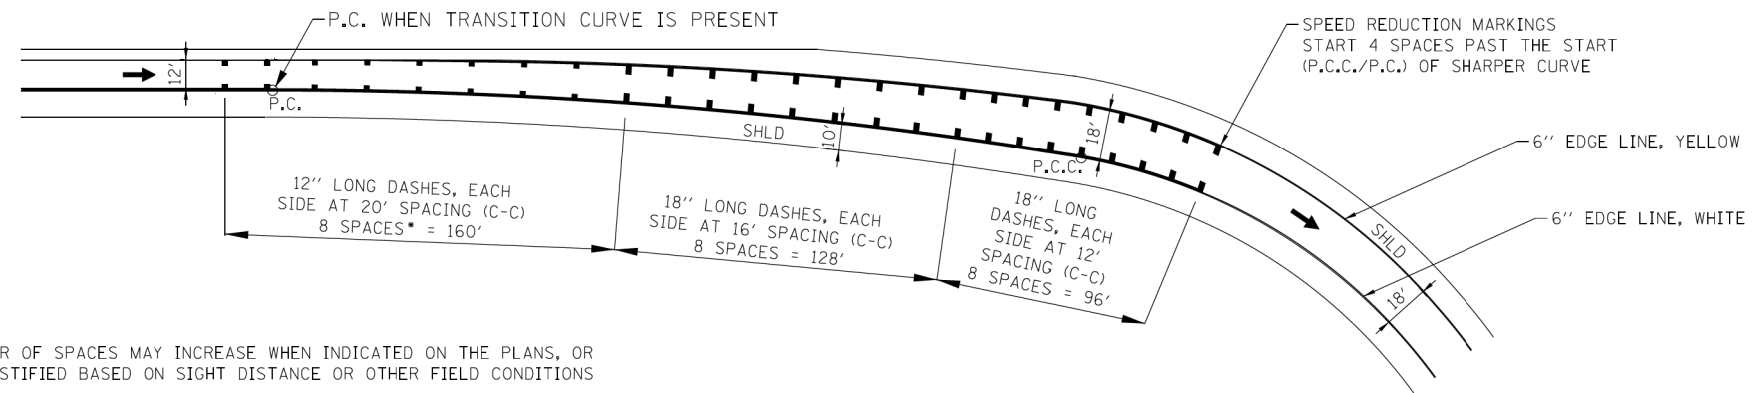 P.C. WHEN TRANSITION CURVE IS PRESENT
SPEED REDUCTION MARKINGS
START 4 SPACES PAST THE START
(P.C.C./P.C.) OF SHARPER CURVE
12'
P.C.
SHLD
10'
18'
P.C.C.
6'' EDGE LINE, YELLOW
6'' EDGE LINE, WHITE
SHLD
18'
12'' LONG DASHES, EACH
SIDE AT 20' SPACING (C-C)
8 SPACES* = 160'
18'' LONG DASHES, EACH
SIDE AT 16' SPACING (C-C)
8 SPACES = 128'
18'' LONG
DASHES, EACH
SIDE AT 12'
SPACING (C-C)
8 SPACES = 96'
R OF SPACES MAY INCREASE WHEN INDICATED ON THE PLANS, OR
STIFIED BASED ON SIGHT DISTANCE OR OTHER FIELD CONDITIONS